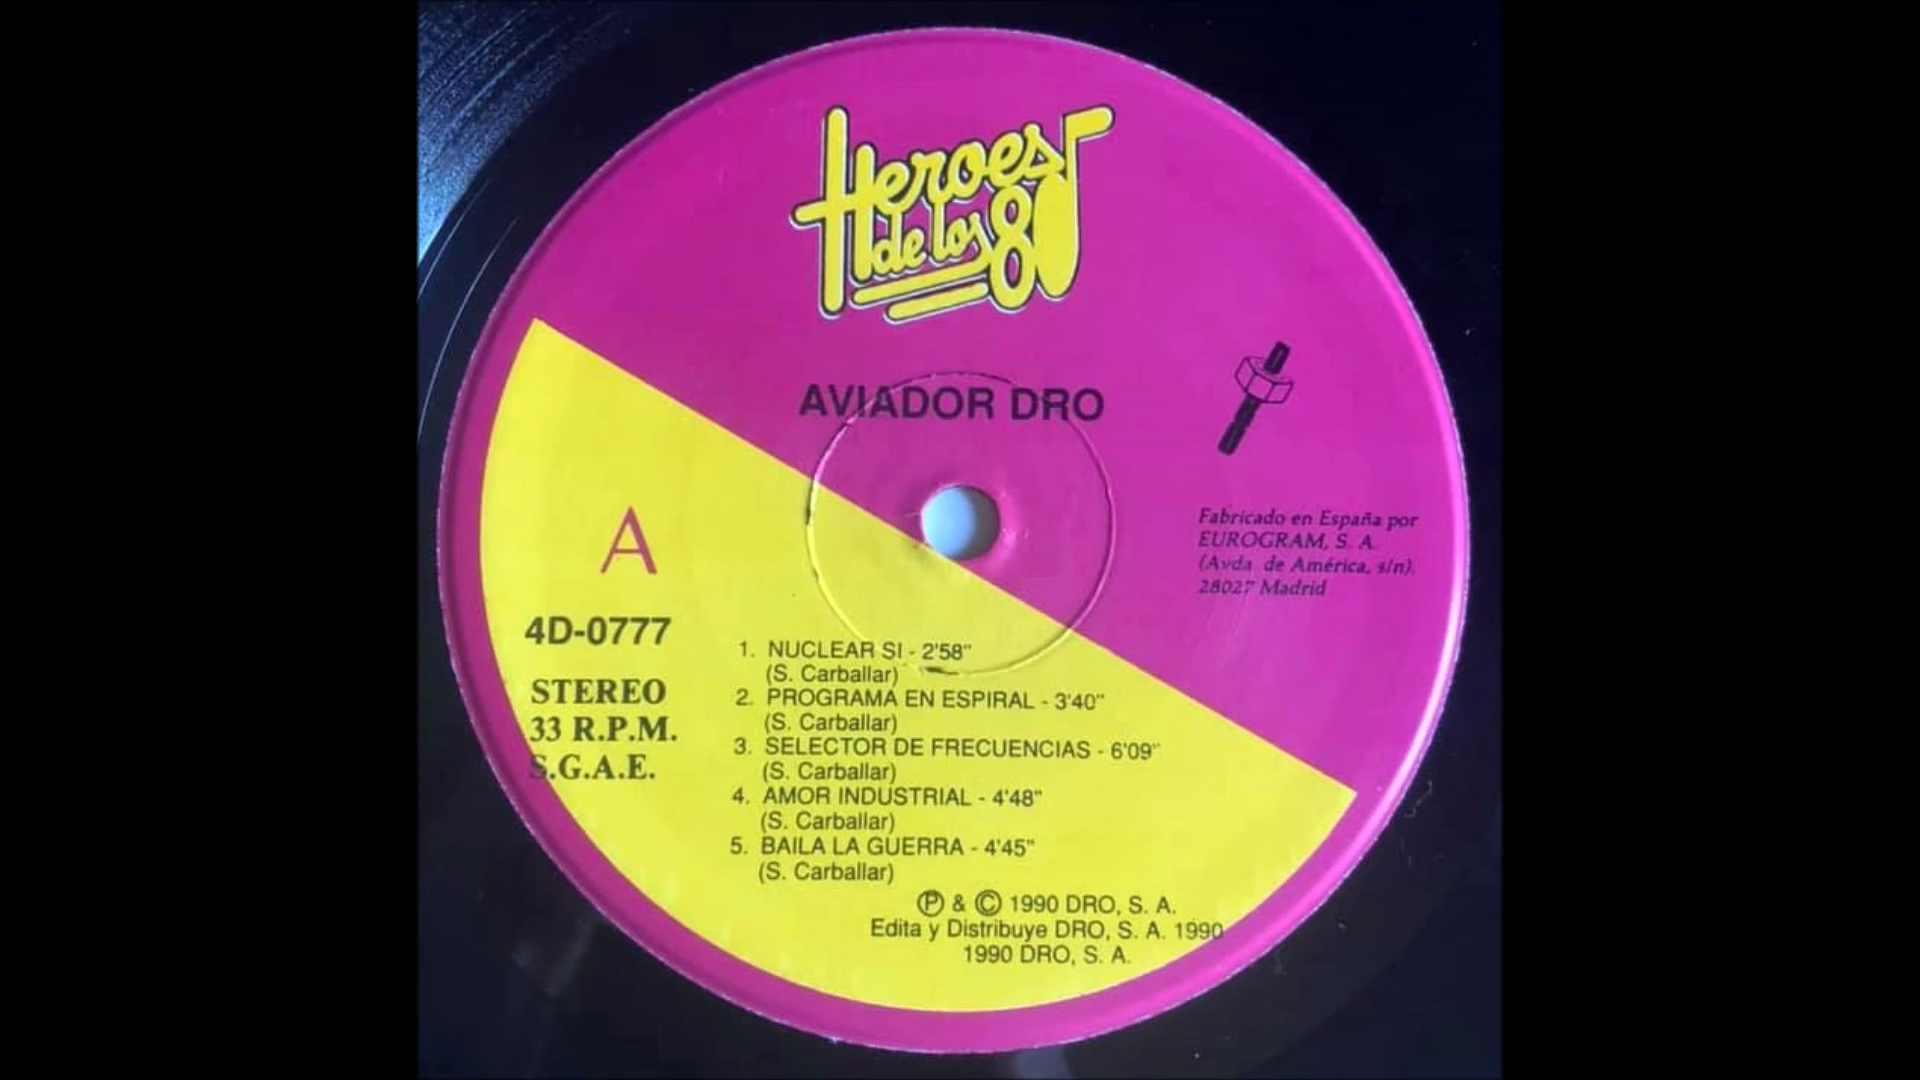 Heroes
de los 80
AVIADOR DRO
Fabricado en España por
EUROGRAM, S. A.
(Avda. de América, s/n).
28027 Madrid
A
4D-0777
STEREO
33 R.P.M.
S.G.A.E.
1. NUCLEAR SI - 2'58"
(S. Carballar)
2. PROGRAMA EN ESPIRAL - 3'40"
(S. Carballar)
3. SELECTOR DE FRECUENCIAS - 6'09"
(S. Carballar)
4. AMOR INDUSTRIAL - 4'48"
(S. Carballar)
5. BAILA LA GUERRA - 4'45"
(S. Carballar)
Ⓟ & © 1990 DRO, S. A.
Edita y Distribuye DRO, S. A. 1990
1990 DRO, S. A.